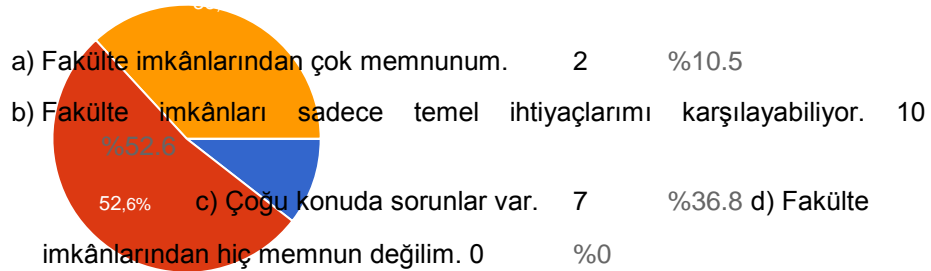 a) Fakülte imkânlarından çok memnunum. 2 %10.5
b) Fakülte imkânları sadece temel ihtiyaçlarımı karşılayabiliyor. 10
%52.6
52,6% c) Çoğu konuda sorunlar var. 7 %36.8 d) Fakülte
imkânlarından hiç memnun değilim. 0 %0